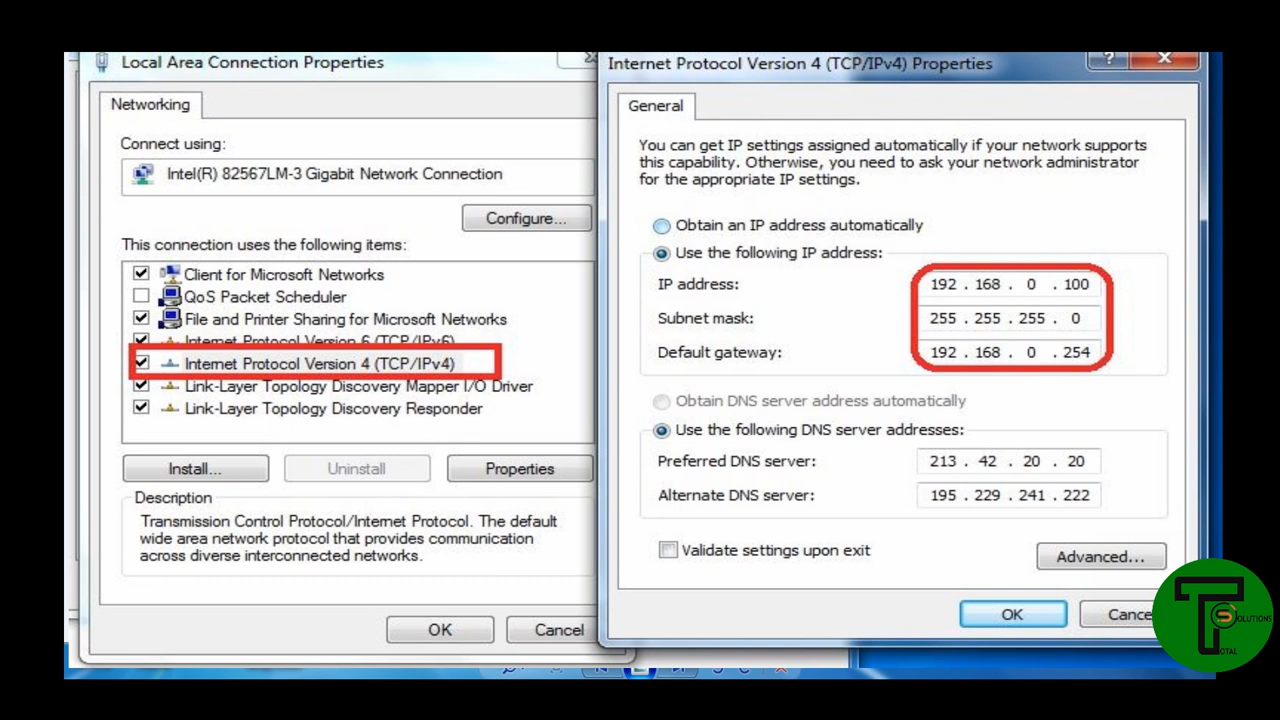 Local Area Connection Properties
Networking
Connect using:
Intel(R) 82567LM-3 Gigabit Network Connection
Configure...
This connection uses the following items:
Client for Microsoft Networks
QoS Packet Scheduler
File and Printer Sharing for Microsoft Networks
Internet Protocol Version 6 (TCP/IPv6)
Internet Protocol Version 4 (TCP/IPv4)
Link-Layer Topology Discovery Mapper I/O Driver
Link-Layer Topology Discovery Responder
Install...
Uninstall
Properties
Description
Transmission Control Protocol/Internet Protocol. The default
wide area network protocol that provides communication
across diverse interconnected networks.
OK
Cancel
Internet Protocol Version 4 (TCP/IPv4) Properties
General
You can get IP settings assigned automatically if your network supports
this capability. Otherwise, you need to ask your network administrator
for the appropriate IP settings.
Obtain an IP address automatically
Use the following IP address:
IP address: 192 . 168 . 0 . 100
Subnet mask: 255 . 255 . 255 . 0
Default gateway: 192 . 168 . 0 . 254
Obtain DNS server address automatically
Use the following DNS server addresses:
Preferred DNS server: 213 . 42 . 20 . 20
Alternate DNS server: 195 . 229 . 241 . 222
Validate settings upon exit
Advanced...
OK
Cance
TOTAL
SOLUTIONS